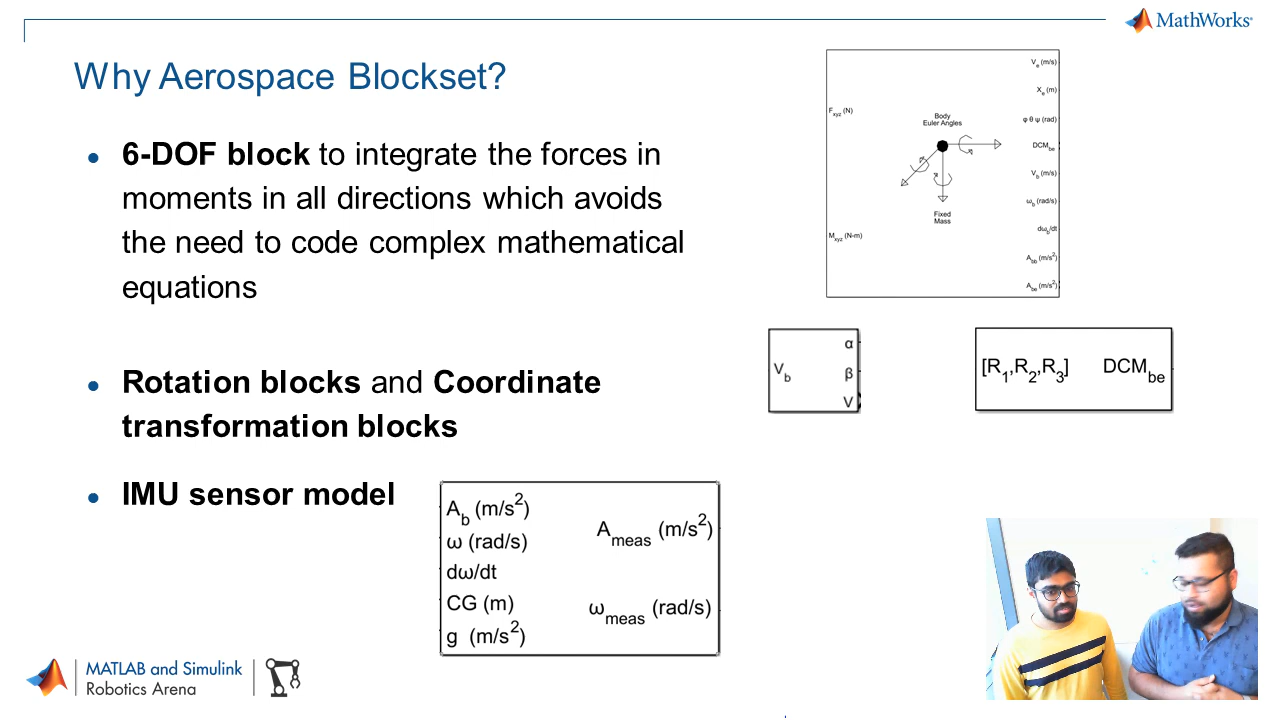 MathWorks®
Why Aerospace Blockset?
● 6-DOF block to integrate the forces in
moments in all directions which avoids
the need to code complex mathematical
equations
● Rotation blocks and Coordinate
transformation blocks
● IMU sensor model
F_xyz (N)
M_xyz (N-m)
Body
Euler Angles
Fixed
Mass
V_e (m/s)
X_e (m)
φ θ ψ (rad)
DCM_be
V_b (m/s)
ω_b (rad/s)
dω_b/dt
A_bb (m/s²)
A_be (m/s²)
V_b
α
β
V
[R₁,R₂,R₃] DCM_be
A_b (m/s²)
ω (rad/s)
dω/dt
CG (m)
g (m/s²)
A_meas (m/s²)
ω_meas (rad/s)
MATLAB and Simulink
Robotics Arena